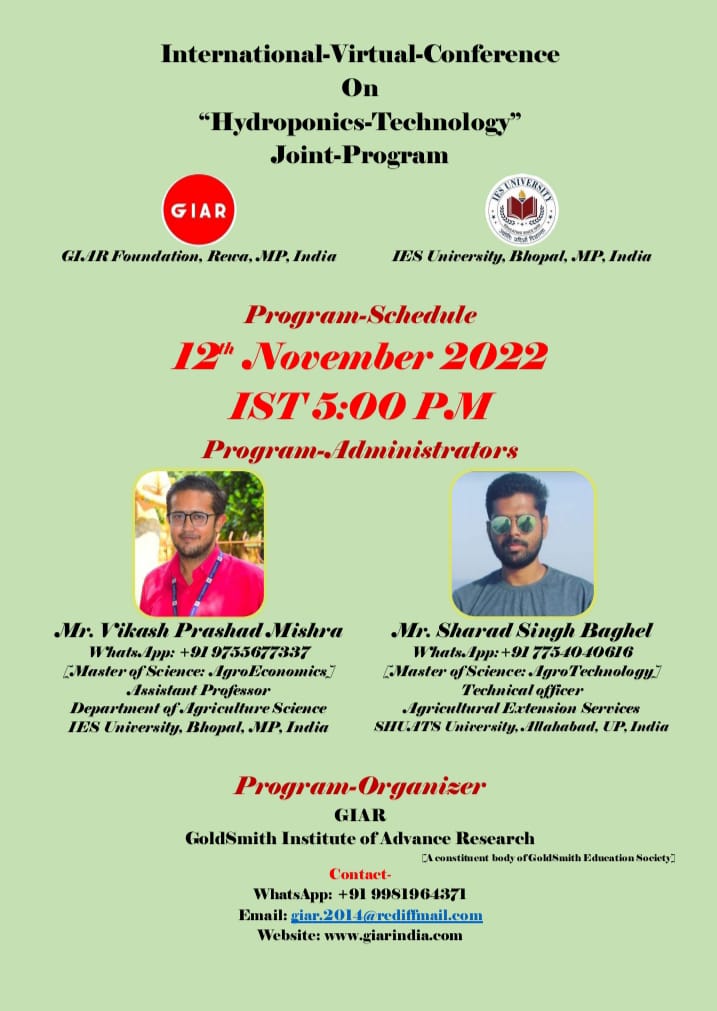 International-Virtual-Conference
On
“Hydroponics-Technology”
Joint-Program
GIAR
IES UNIVERSITY
GIAR Foundation, Rewa, MP, India
IES University, Bhopal, MP, India
Program-Schedule
12th November 2022
IST 5:00 P.M
Program-Administrators
Mr. Vikash Prashad Mishra
WhatsApp: +91 9755677337
[Master of Science: AgroEconomics]
Assistant Professor
Department of Agriculture Science
IES University, Bhopal, MP, India
Mr. Sharad Singh Baghel
WhatsApp:+91 7754040616
[Master of Science: AgroTechnology]
Technical officer
Agricultural Extension Services
SHUATS University, Allahabad, UP, India
Program-Organizer
GIAR
GoldSmith Institute of Advance Research
[A constituent body of GoldSmith Education Society]
Contact-
WhatsApp: +91 9981964371
Email: giar.2014@rediffmail.com
Website: www.giarindia.com